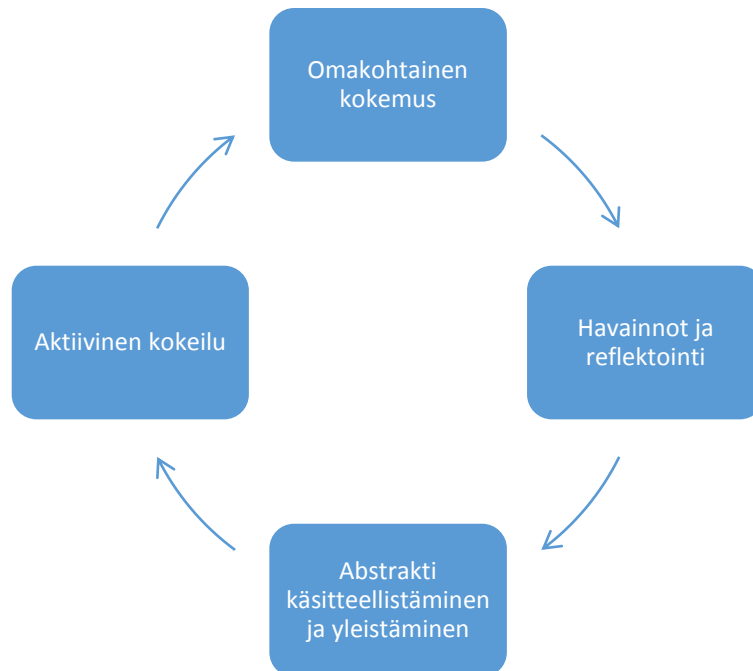 Omakohtainen
kokemus
Havainnot ja
reflektointi
Abstrakti
käsitteellistäminen
ja yleistäminen
Aktiivinen kokeilu